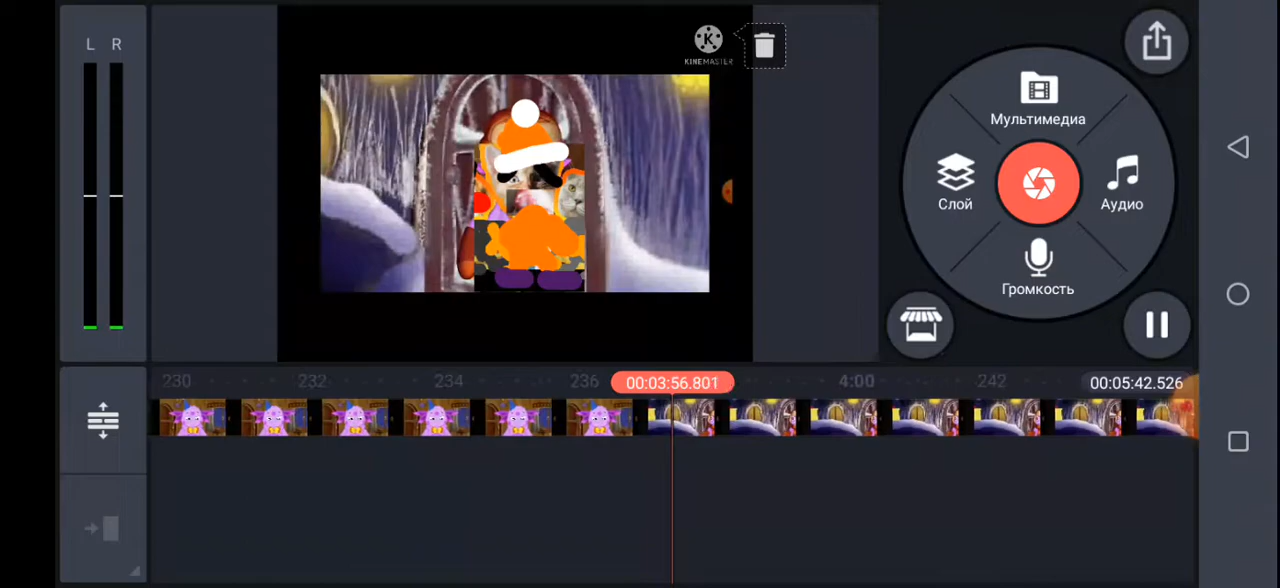 L R
KINEMASTER
Мультимедиа
Слой
Аудио
Громкость
230 232 234 236 00:03:56.801 4:00 242 00:05:42.526